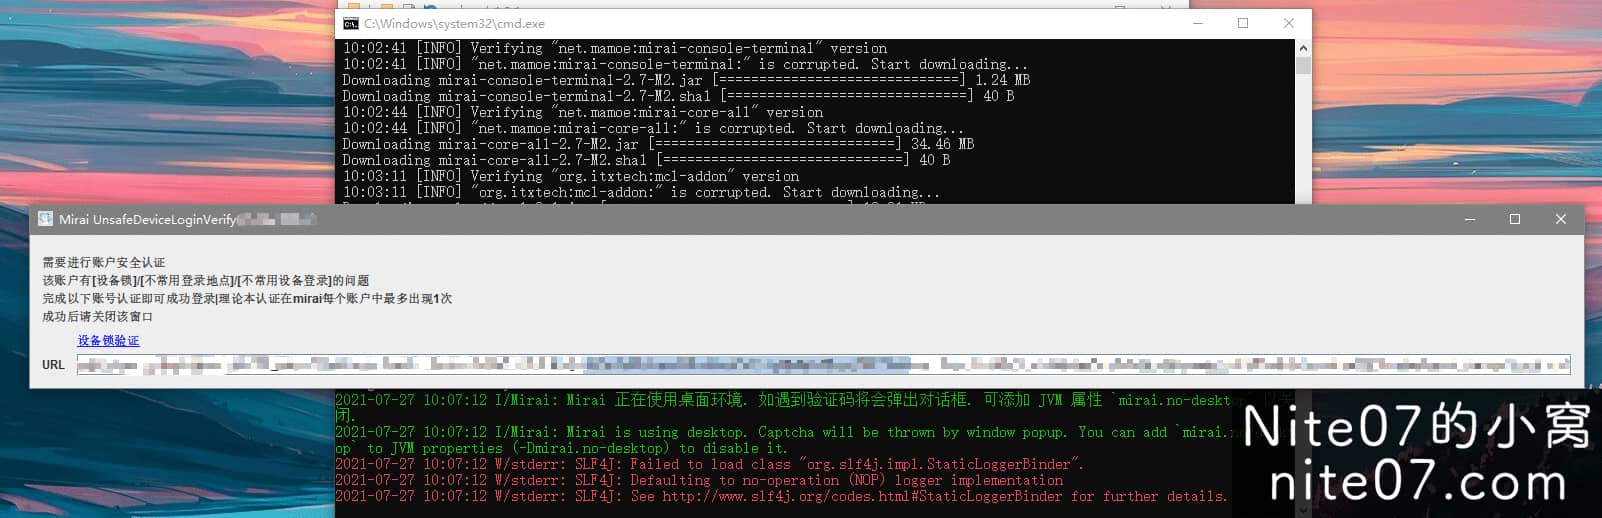 C:\Windows\system32\cmd.exe
10:02:41 [INFO] Verifying "net.mamoe:mirai-console-terminal" version
10:02:41 [INFO] "net.mamoe:mirai-console-terminal:" is corrupted. Start downloading...
Downloading mirai-console-terminal-2.7-M2.jar [==============================] 1.24 MB
Downloading mirai-console-terminal-2.7-M2.sha1 [==============================] 40 B
10:02:44 [INFO] Verifying "net.mamoe:mirai-core-all" version
10:02:44 [INFO] "net.mamoe:mirai-core-all:" is corrupted. Start downloading...
Downloading mirai-core-all-2.7-M2.jar [==============================] 34.46 MB
Downloading mirai-core-all-2.7-M2.sha1 [==============================] 40 B
10:03:11 [INFO] Verifying "org.itxtech:mcl-addon" version
10:03:11 [INFO] "org.itxtech:mcl-addon:" is corrupted. Start downloading...
Mirai UnsafeDeviceLoginVerify
需要进行账户安全认证
该账户有[设备锁]/[不常用登录地点]/[不常用设备登录]的问题
完成以下账号认证即可成功登录|理论本认证在mirai每个账户中最多出现1次
成功后请关闭该窗口
设备锁验证
URL
2021-07-27 10:07:12 I/Mirai: Mirai 正在使用桌面环境. 如遇到验证码将会弹出对话框. 可添加 JVM 属性 `mirai.no-desktop` 以关
闭.
2021-07-27 10:07:12 I/Mirai: Mirai is using desktop. Captcha will be thrown by window popup. You can add `mirai.no-deskt
op` to JVM properties (-Dmirai.no-desktop) to disable it.
2021-07-27 10:07:12 W/stderr: SLF4J: Failed to load class "org.slf4j.impl.StaticLoggerBinder".
2021-07-27 10:07:12 W/stderr: SLF4J: Defaulting to no-operation (NOP) logger implementation
2021-07-27 10:07:12 W/stderr: SLF4J: See http://www.slf4j.org/codes.html#StaticLoggerBinder for further details.
Nite07的小窝
nite07.com